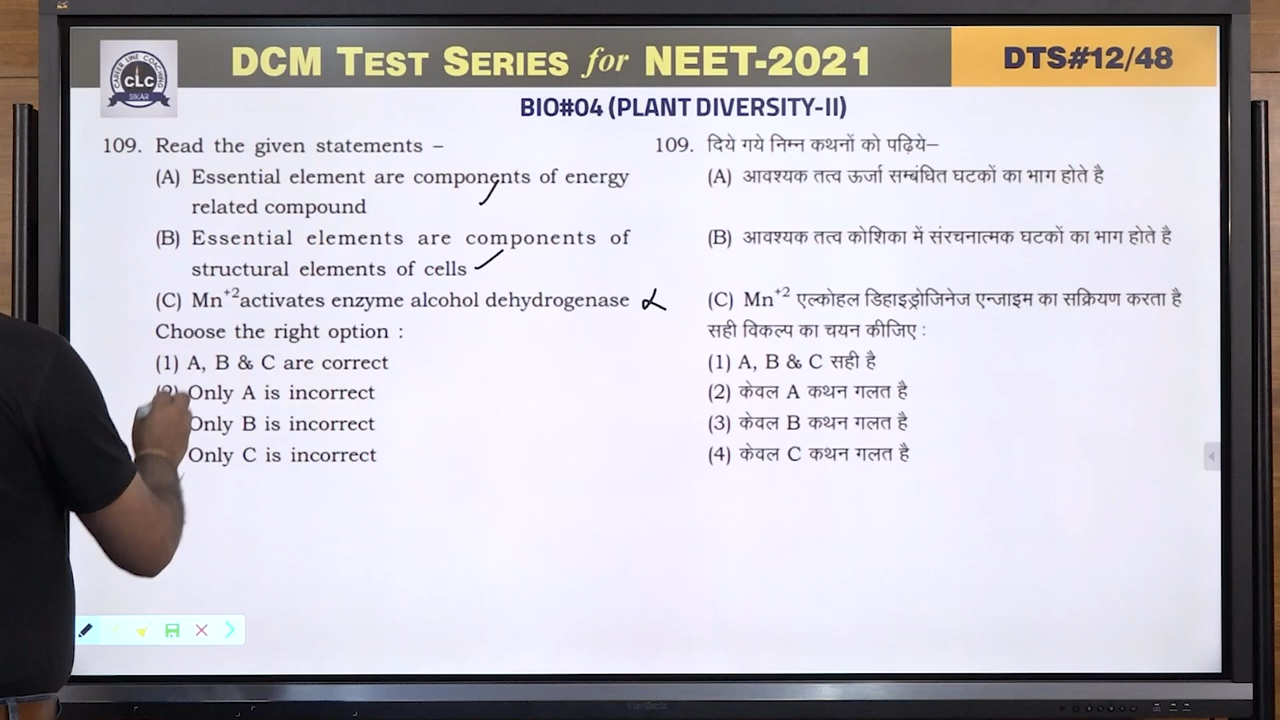 DCM TEST SERIES for NEET-2021
DTS#12/48
CAREER LINE COACHING
CLC
SIKAR
BIO#04 (PLANT DIVERSITY-II)
109. Read the given statements –
(A) Essential element are components of energy
related compound
(B) Essential elements are components of
structural elements of cells
(C) Mn+2activates enzyme alcohol dehydrogenase
Choose the right option :
(1) A, B & C are correct
(2) Only A is incorrect
Only B is incorrect
Only C is incorrect
109. दिये गये निम्न कथनों को पढ़िये–
(A) आवश्यक तत्व ऊर्जा सम्बंधित घटकों का भाग होते है
(B) आवश्यक तत्व कोशिका में संरचनात्मक घटकों का भाग होते है
(C) Mn+2 एल्कोहल डिहाइड्रोजिनेज एन्जाइम का सक्रियण करता है
सही विकल्प का चयन कीजिए :
(1) A, B & C सही है
(2) केवल A कथन गलत है
(3) केवल B कथन गलत है
(4) केवल C कथन गलत है
ViewSonic